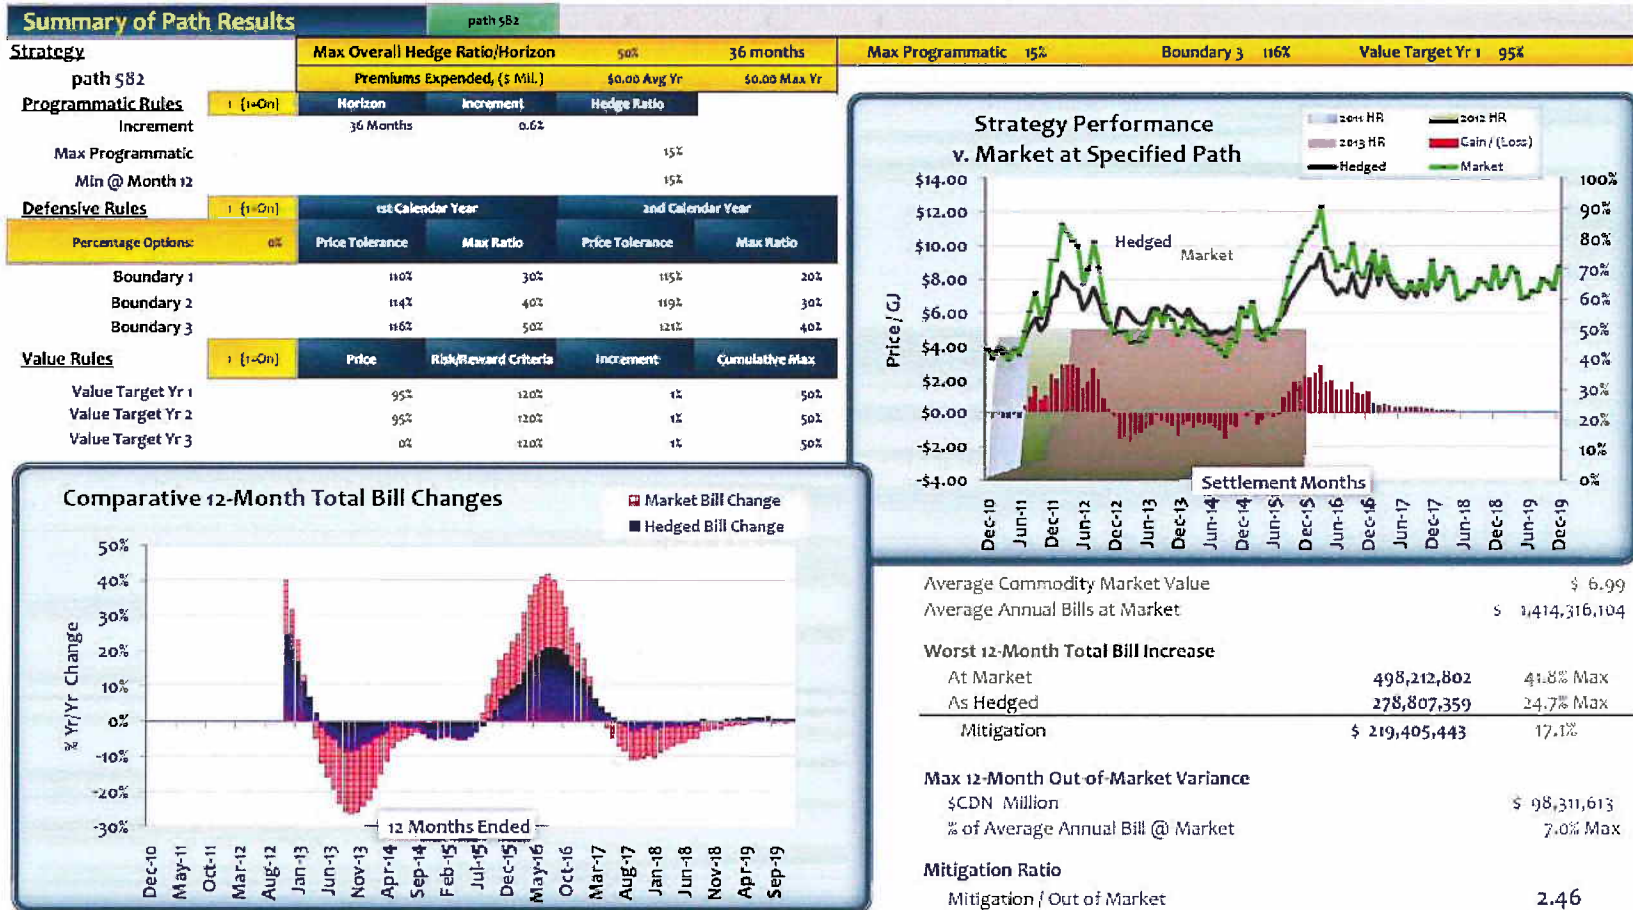 Summary of Path Results path 582
Strategy Max Overall Hedge Ratio/Horizon 50% 36 months Max Programmatic 15% Boundary 3 116% Value Target Yr 1 95%
path 582 Premiums Expended, ($ Mil.) $0.00 Avg Yr $0.00 Max Yr
Programmatic Rules 1 (1=On) Horizon Increment Hedge Ratio
Increment 36 Months 0.6%
Max Programmatic 15%
Min @ Month 12 15%
Defensive Rules 1 (1=On) 1st Calendar Year 2nd Calendar Year
Percentage Options: 0% Price Tolerance Max Ratio Price Tolerance Max Ratio
Boundary 1 110% 30% 115% 20%
Boundary 2 114% 40% 119% 30%
Boundary 3 116% 50% 121% 40%
Value Rules 1 (1=On) Price Risk/Reward Criteria Increment Cumulative Max
Value Target Yr 1 95% 120% 1% 50%
Value Target Yr 2 95% 120% 1% 50%
Value Target Yr 3 0% 120% 1% 50%
Strategy Performance
v. Market at Specified Path
2011 HR 2012 HR
2013 HR Gain / (Loss)
Hedged Market
$14.00 100%
$12.00 90%
$10.00 80%
$8.00 70%
$6.00 60%
$4.00 50%
$2.00 40%
$0.00 30%
-$2.00 20%
-$4.00 10%
0%
Price / GJ
Hedged
Market
Settlement Months
Dec-10 Jun-11 Dec-11 Jun-12 Dec-12 Jun-13 Dec-13 Jun-14 Dec-14 Jun-15 Dec-15 Jun-16 Dec-16 Jun-17 Dec-17 Jun-18 Dec-18 Jun-19 Dec-19
Comparative 12-Month Total Bill Changes
Market Bill Change
Hedged Bill Change
50%
40%
30%
20%
10%
0%
-10%
-20%
-30%
% Yr/Yr Change
12 Months Ended
Dec-10 May-11 Oct-11 Mar-12 Aug-12 Jan-13 Jun-13 Nov-13 Apr-14 Sep-14 Feb-15 Jul-15 Dec-15 May-16 Oct-16 Mar-17 Aug-17 Jan-18 Jun-18 Nov-18 Apr-19 Sep-19
Average Commodity Market Value $ 6.99
Average Annual Bills at Market $ 1,414,316,104
Worst 12-Month Total Bill Increase
At Market 498,212,802 41.8% Max
As Hedged 278,807,359 24.7% Max
Mitigation $ 219,405,443 17.1%
Max 12-Month Out-of-Market Variance
$CDN Million $ 98,311,613
% of Average Annual Bill @ Market 7.0% Max
Mitigation Ratio
Mitigation / Out of Market 2.46